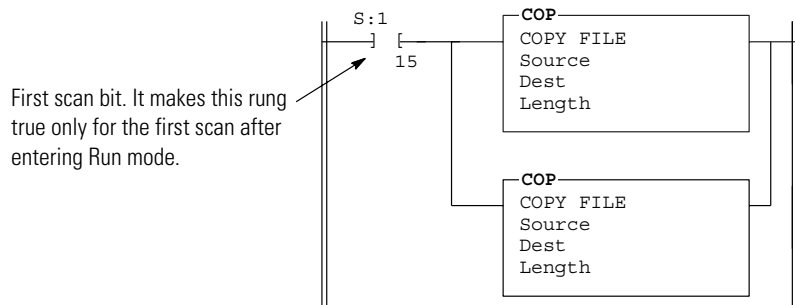 S:1
] [
15
First scan bit. It makes this rung
true only for the first scan after
entering Run mode.
COP
COPY FILE
Source
Dest
Length
COP
COPY FILE
Source
Dest
Length